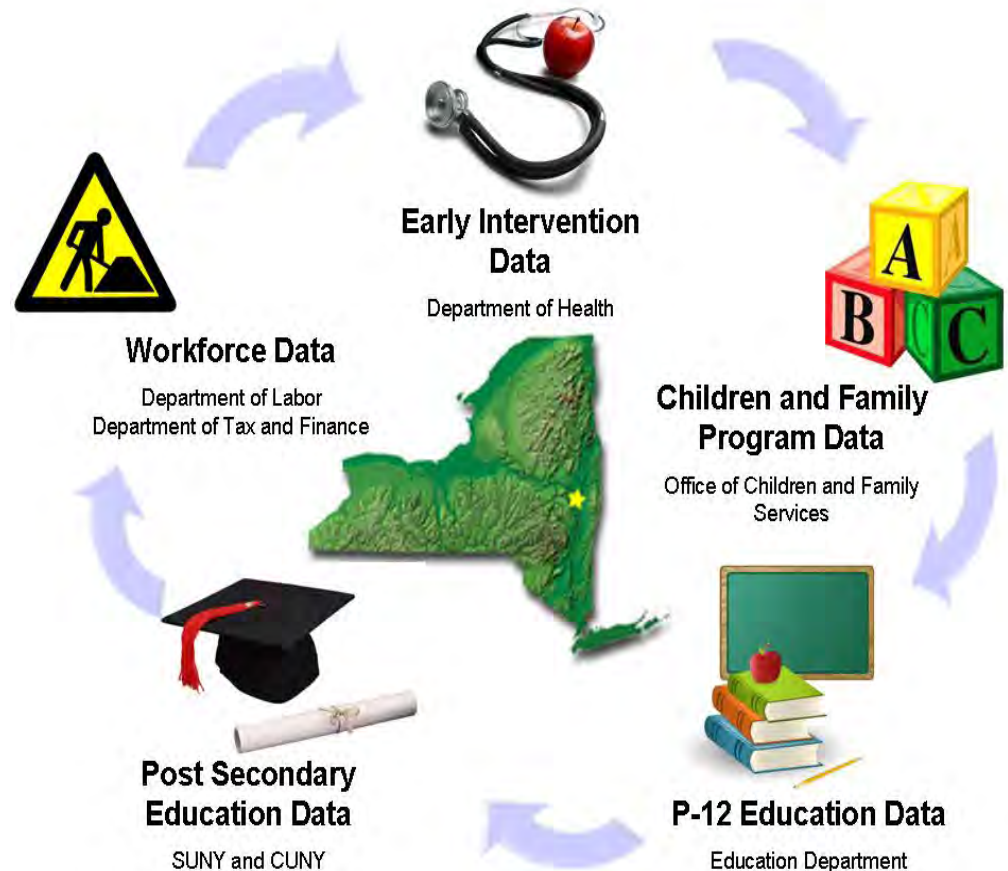 Early Intervention
Data
Department of Health
A
A
B
C
C
Children and Family
Program Data
Office of Children and Family
Services
P-12 Education Data
Education Department
Post Secondary
Education Data
SUNY and CUNY
Workforce Data
Department of Labor
Department of Tax and Finance